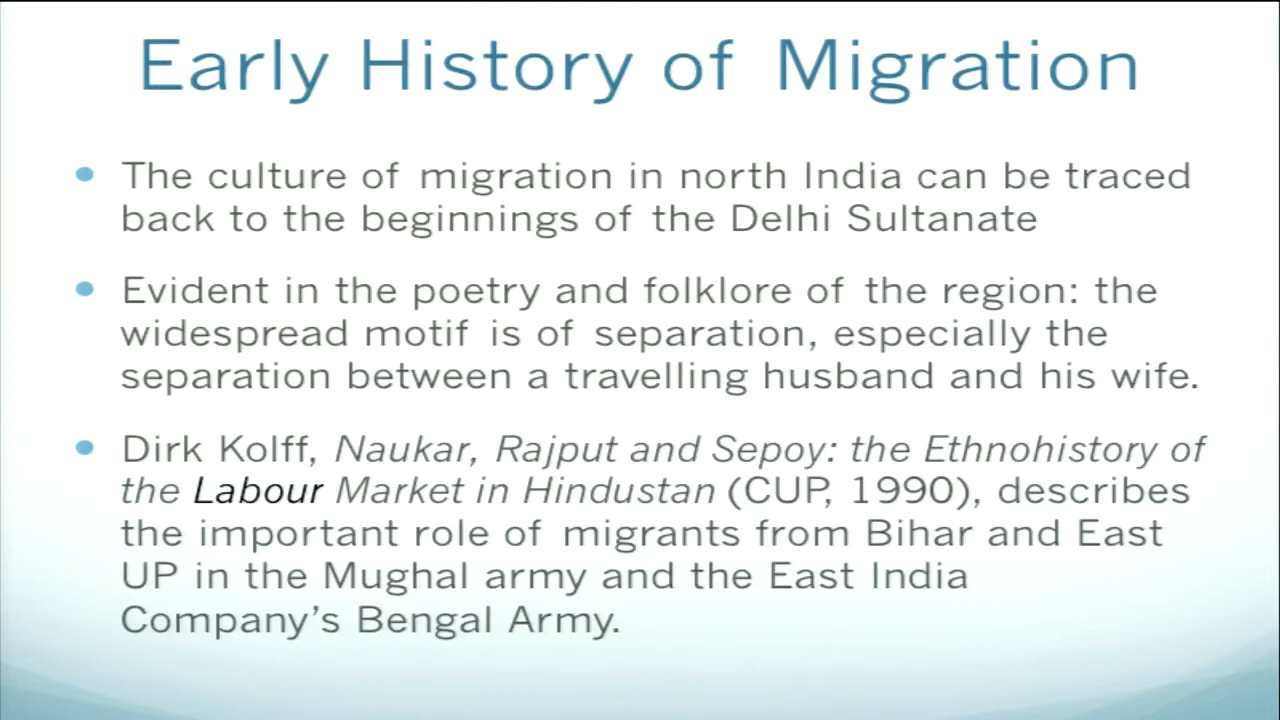 Early History of Migration
• The culture of migration in north India can be traced
back to the beginnings of the Delhi Sultanate
• Evident in the poetry and folklore of the region: the
widespread motif is of separation, especially the
separation between a travelling husband and his wife.
• Dirk Kolff, Naukar, Rajput and Sepoy: the Ethnohistory of
the Labour Market in Hindustan (CUP, 1990), describes
the important role of migrants from Bihar and East
UP in the Mughal army and the East India
Company’s Bengal Army.